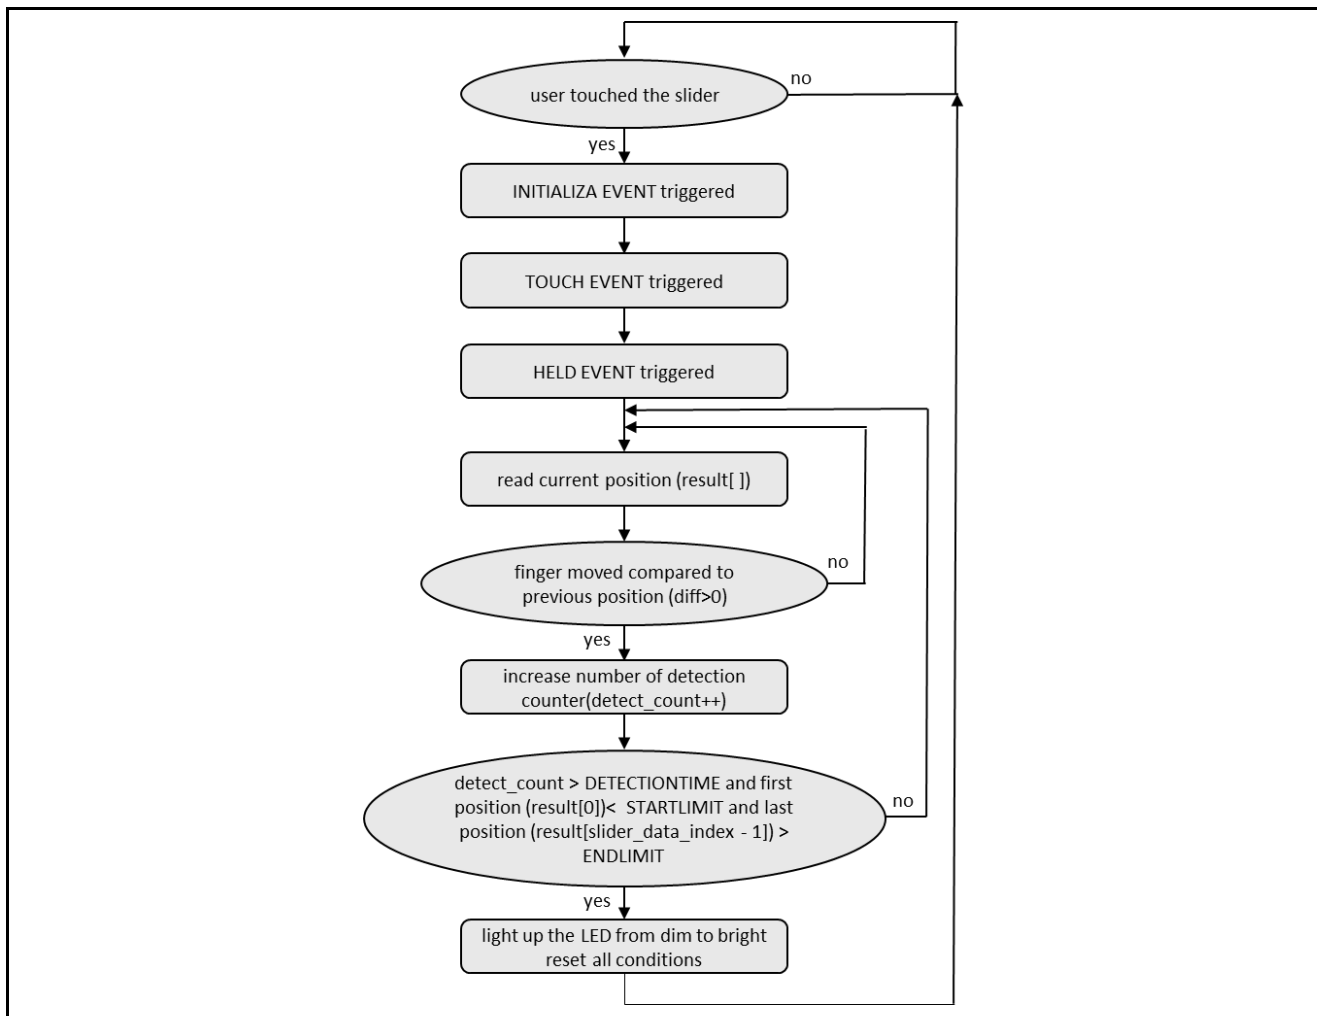 user touched the slider
no
yes
INITIALIZA EVENT triggered
TOUCH EVENT triggered
HELD EVENT triggered
read current position (result[ ])
finger moved compared to
previous position (diff>0)
no
yes
increase number of detection
counter(detect_count++)
detect_count > DETECTIONTIME and first
position (result[0])<  STARTLIMIT and last
position (result[slider_data_index - 1]) >
ENDLIMIT
no
yes
light up the LED from dim to bright
reset all conditions